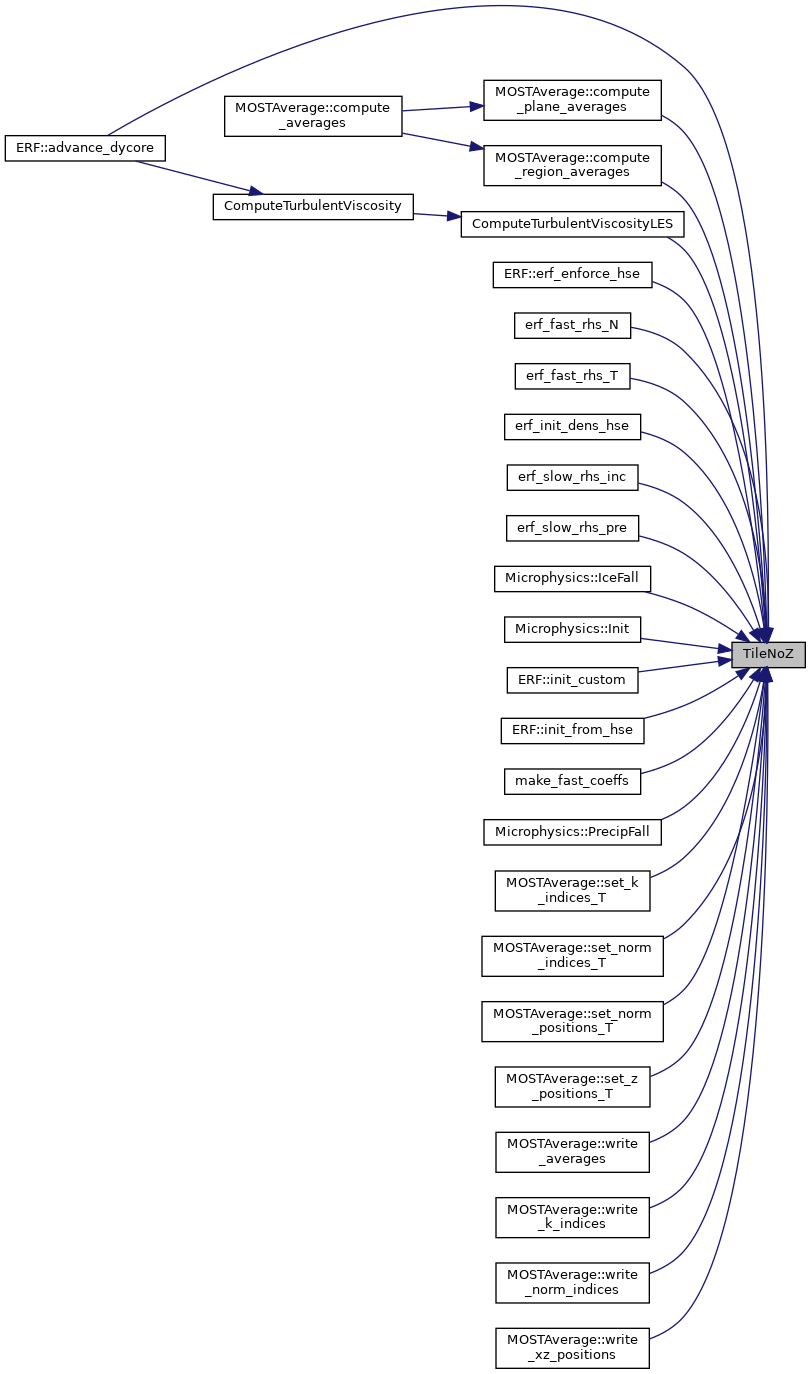 MOSTAverage::compute
_plane_averages
MOSTAverage::compute
_averages
ERF::advance_dycore
MOSTAverage::compute
_region_averages
ComputeTurbulentViscosity
ComputeTurbulentViscosityLES
ERF::erf_enforce_hse
erf_fast_rhs_N
erf_fast_rhs_T
erf_init_dens_hse
erf_slow_rhs_inc
erf_slow_rhs_pre
Microphysics::IceFall
Microphysics::Init
TileNoZ
ERF::init_custom
ERF::init_from_hse
make_fast_coeffs
Microphysics::PrecipFall
MOSTAverage::set_k
_indices_T
MOSTAverage::set_norm
_indices_T
MOSTAverage::set_norm
_positions_T
MOSTAverage::set_z
_positions_T
MOSTAverage::write
_averages
MOSTAverage::write
_k_indices
MOSTAverage::write
_norm_indices
MOSTAverage::write
_xz_positions